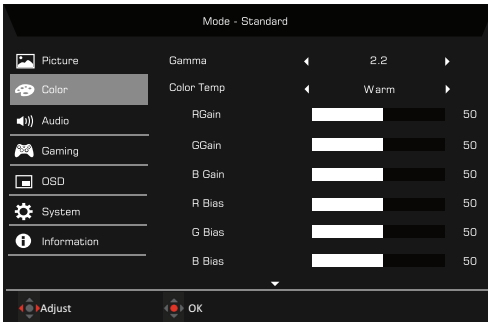 Mode - Standard
Picture
Gamma 2.2
Color
Color Temp Warm
RGain 50
Audio
GGain 50
Gaming
B Gain 50
OSD
R Bias 50
System
G Bias 50
Information
B Bias 50
Adjust OK